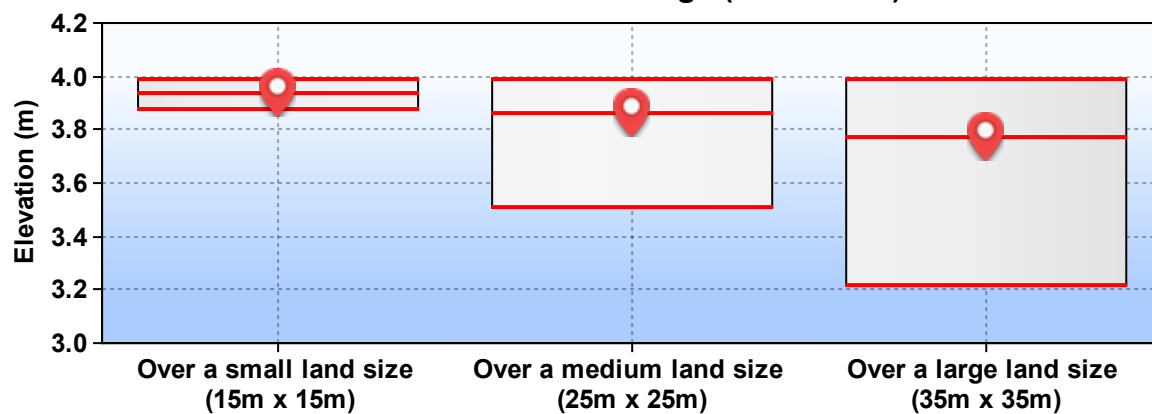 4.2
4.0
3.8
3.6
3.4
3.2
3.0
Elevation (m)
Over a small land size
(15m x 15m)
Over a medium land size
(25m x 25m)
Over a large land size
(35m x 35m)